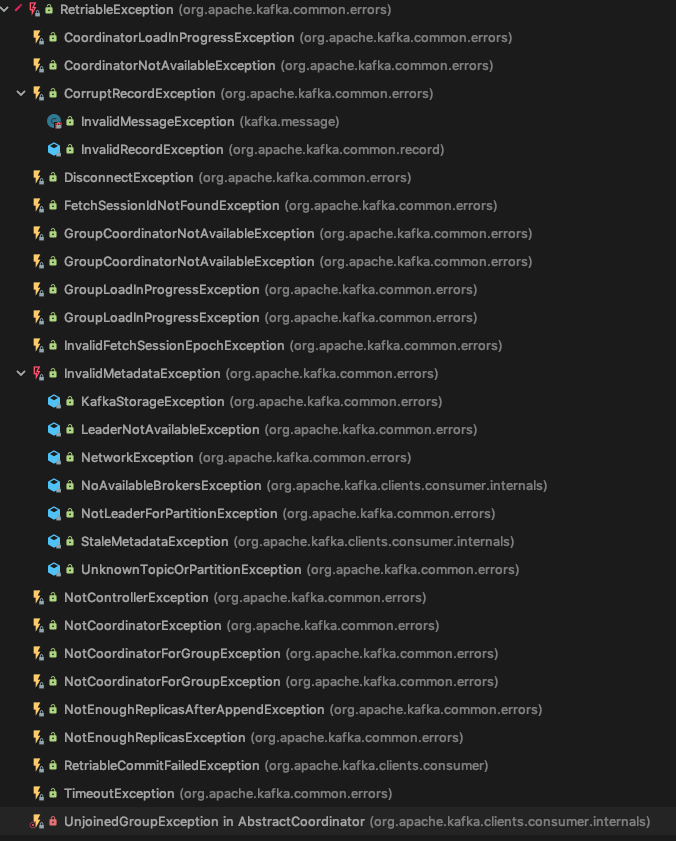 RetriableException (org.apache.kafka.common.errors)
CoordinatorLoadInProgressException (org.apache.kafka.common.errors)
CoordinatorNotAvailableException (org.apache.kafka.common.errors)
CorruptRecordException (org.apache.kafka.common.errors)
InvalidMessageException (kafka.message)
InvalidRecordException (org.apache.kafka.common.record)
DisconnectException (org.apache.kafka.common.errors)
FetchSessionIdNotFoundException (org.apache.kafka.common.errors)
GroupCoordinatorNotAvailableException (org.apache.kafka.common.errors)
GroupCoordinatorNotAvailableException (org.apache.kafka.common.errors)
GroupLoadInProgressException (org.apache.kafka.common.errors)
GroupLoadInProgressException (org.apache.kafka.common.errors)
InvalidFetchSessionEpochException (org.apache.kafka.common.errors)
InvalidMetadataException (org.apache.kafka.common.errors)
KafkaStorageException (org.apache.kafka.common.errors)
LeaderNotAvailableException (org.apache.kafka.common.errors)
NetworkException (org.apache.kafka.common.errors)
NoAvailableBrokersException (org.apache.kafka.clients.consumer.internals)
NotLeaderForPartitionException (org.apache.kafka.common.errors)
StaleMetadataException (org.apache.kafka.clients.consumer.internals)
UnknownTopicOrPartitionException (org.apache.kafka.common.errors)
NotControllerException (org.apache.kafka.common.errors)
NotCoordinatorException (org.apache.kafka.common.errors)
NotCoordinatorForGroupException (org.apache.kafka.common.errors)
NotCoordinatorForGroupException (org.apache.kafka.common.errors)
NotEnoughReplicasAfterAppendException (org.apache.kafka.common.errors)
NotEnoughReplicasException (org.apache.kafka.common.errors)
RetriableCommitFailedException (org.apache.kafka.clients.consumer)
TimeoutException (org.apache.kafka.common.errors)
UnjoinedGroupException in AbstractCoordinator (org.apache.kafka.clients.consumer.internals)